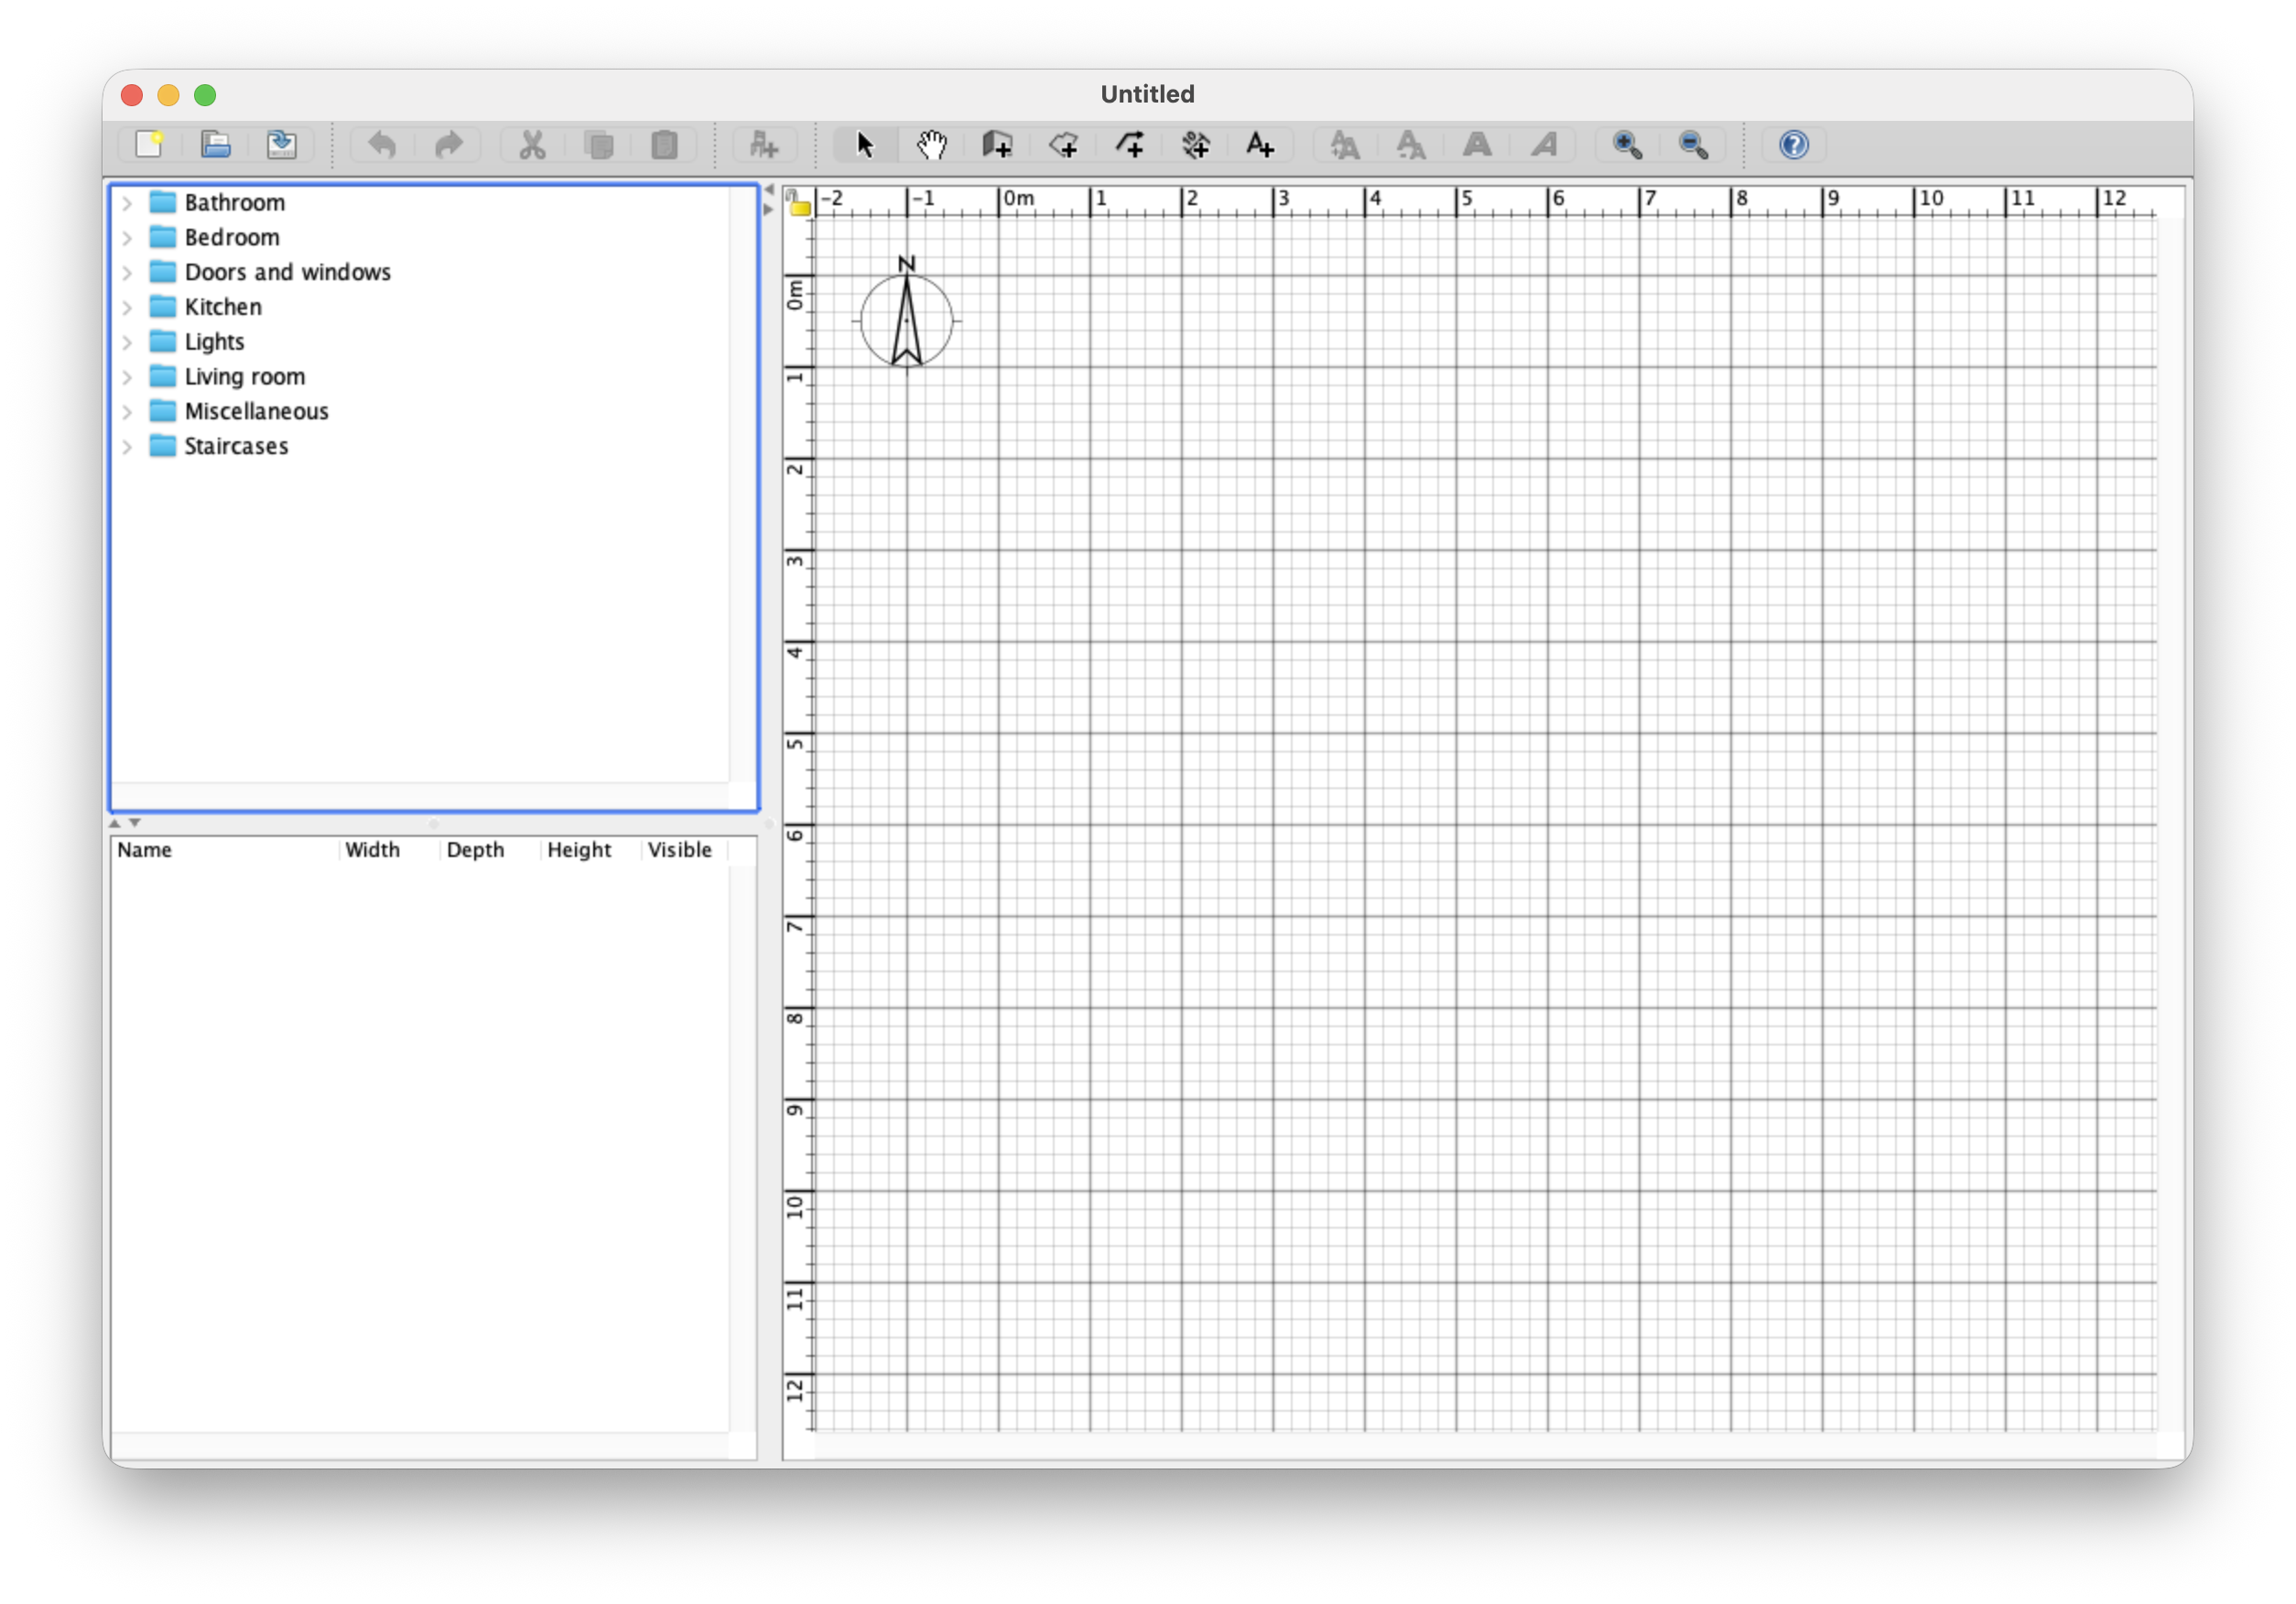 Untitled
Bathroom
Bedroom
Doors and windows
Kitchen
Lights
Living room
Miscellaneous
Staircases
Name Width Depth Height Visible
-2 -1 0m 1 2 3 4 5 6 7 8 9 10 11 12
N
0m
1
2
3
4
5
6
7
8
9
10
11
12